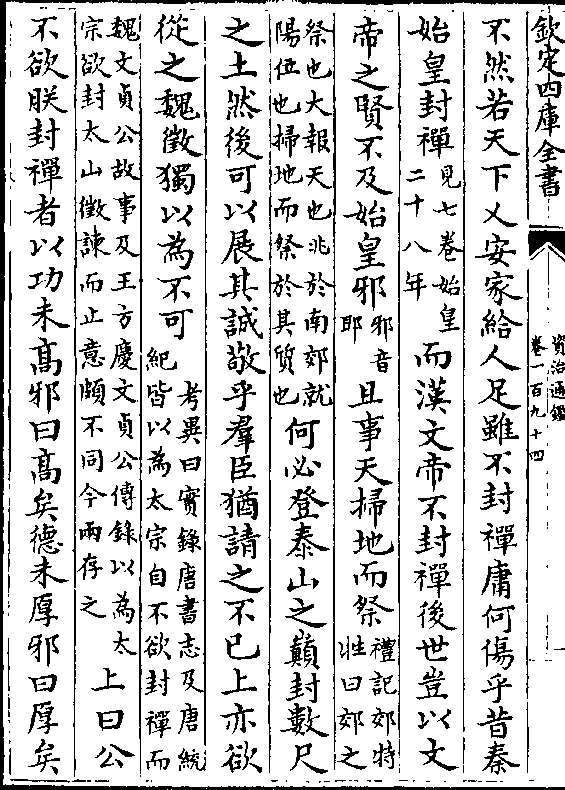 欽定四庫全書
資治通鑑
卷一百九十四
不然若天下乂安家給人足雖不封禪庸何傷乎昔秦
始皇封禪見七卷始皇二十八年而漢文帝不封禪後世豈以文
帝之賢不及始皇邪邪音耶且事天掃地而祭禮記郊特牲曰郊之
祭也大報天也兆於南郊就陽位也掃地而祭於其質也何必登泰山之巔封數尺
之土然後可以展其誠敬乎羣臣猶請之不已上亦欲
從之魏徵獨以為不可考異曰實錄唐書志及唐統紀皆以為太宗自不欲封禪而
魏文貞公故事及王方慶文貞公傳錄以為太宗欲封太山徵諫而止意頗不同今兩存之上曰公
不欲朕封禪者以功未髙邪曰髙矣德未厚邪曰厚矣